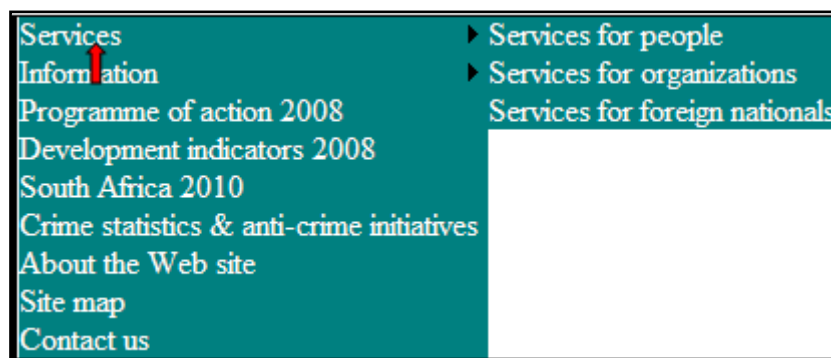 Services
Information
Programme of action 2008
Development indicators 2008
South Africa 2010
Crime statistics & anti-crime initiatives
About the Web site
Site map
Contact us
Services for people
Services for organizations
Services for foreign nationals